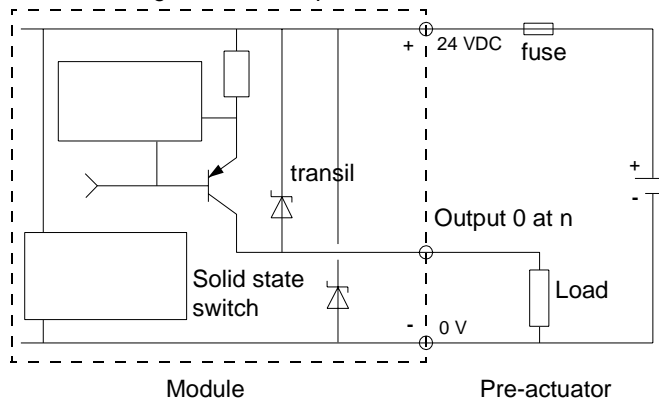 + 24 VDC
fuse
transil
+
-
Output 0 at n
Solid state
switch
Load
- 0 V
Module Pre-actuator